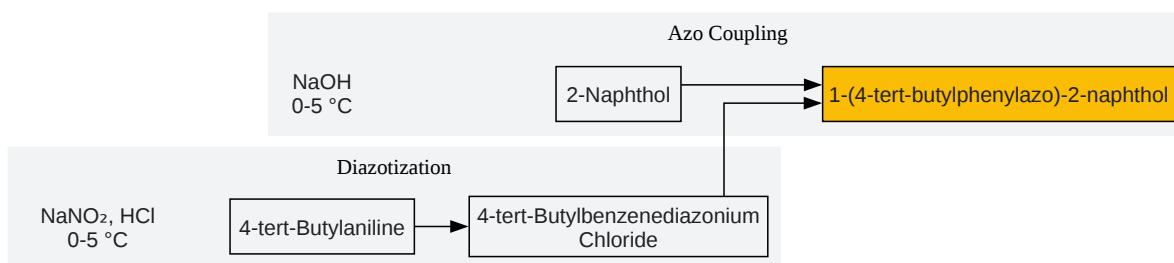 Azo Coupling
NaOH
0-5 °C
2-Naphthol
1-(4-tert-butylphenylazo)-2-naphthol
Diazotization
NaNO₂, HCl
0-5 °C
4-tert-Butylaniline
4-tert-Butylbenzenediazonium
Chloride